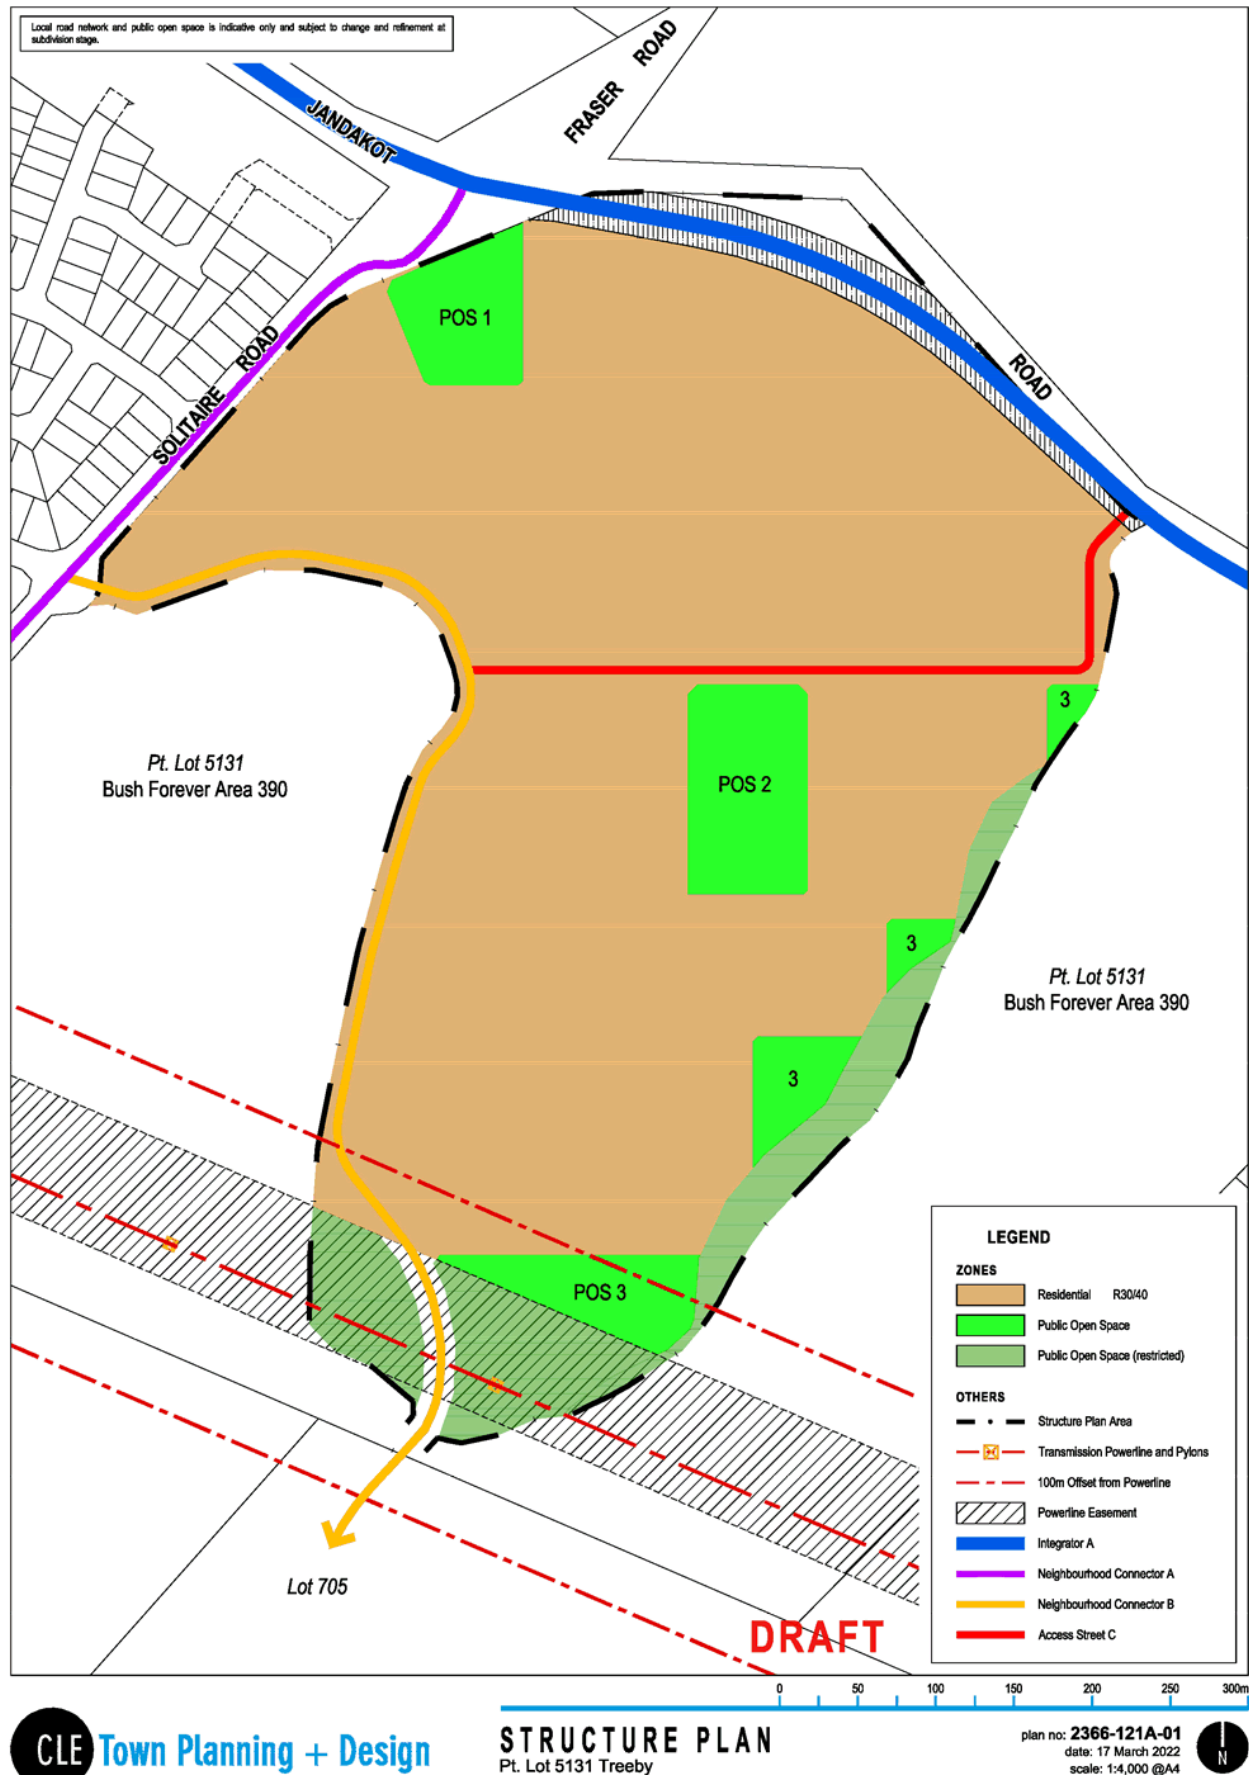 Local road network and public open space is indicative only and subject to change and refinement at
subdivision stage.
FRASER ROAD
JANDAKOT
ROAD
SOLITAIRE ROAD
POS 1
POS 2
3
3
3
POS 3
Pt. Lot 5131
Bush Forever Area 390
Pt. Lot 5131
Bush Forever Area 390
Lot 705
DRAFT
LEGEND
ZONES
Residential R30/40
Public Open Space
Public Open Space (restricted)
OTHERS
Structure Plan Area
Transmission Powerline and Pylons
100m Offset from Powerline
Powerline Easement
Integrator A
Neighbourhood Connector A
Neighbourhood Connector B
Access Street C
0 50 100 150 200 250 300m
CLE Town Planning + Design
STRUCTURE PLAN
Pt. Lot 5131 Treeby
plan no: 2366-121A-01
date: 17 March 2022
scale: 1:4,000 @A4
N